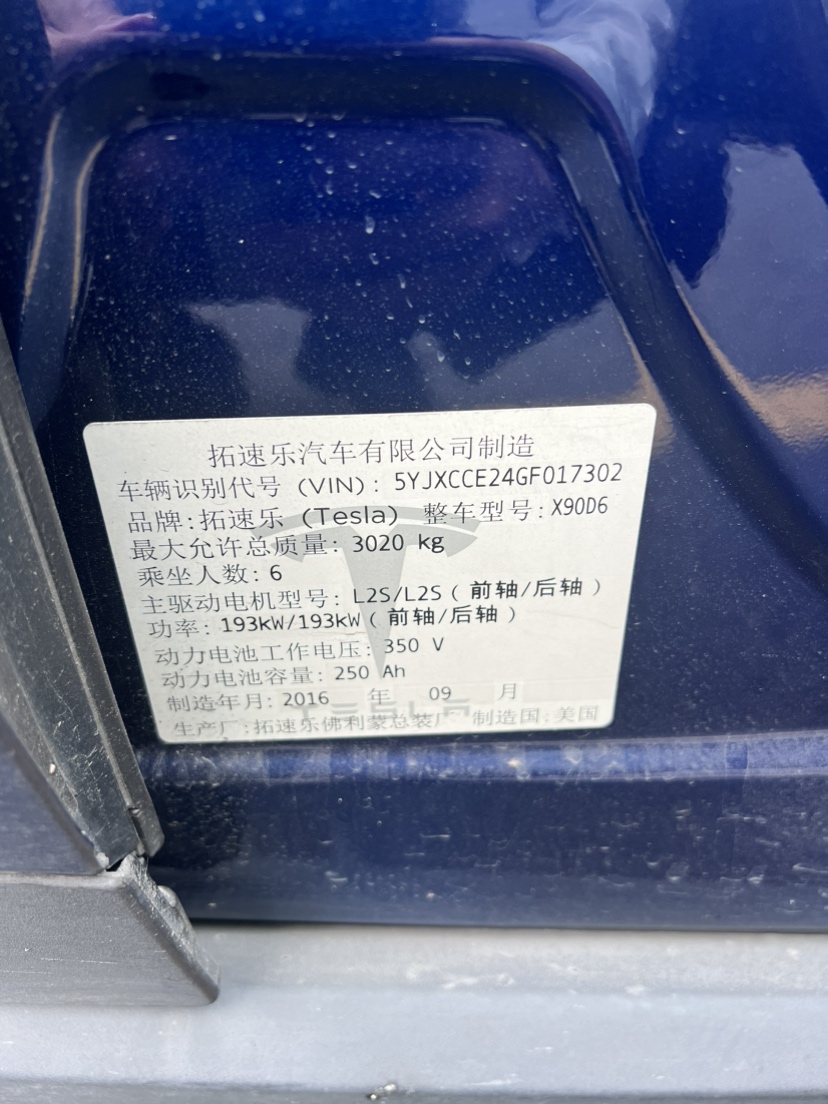 拓速乐汽车有限公司制造
车辆识别代号 (VIN): 5YJXCCE24GF017302
品牌:拓速乐 (Tesla) 整车型号: X90D6
最大允许总质量: 3020 kg
乘坐人数: 6
主驱动电机型号: L2S/L2S ( 前轴/后轴 )
功率: 193kW/193kW ( 前轴/后轴 )
动力电池工作电压: 350 V
动力电池容量: 250 Ah
制造年月: 2016 年 09 月
TESLA
生产厂:拓速乐佛利蒙总装厂 制造国: 美国